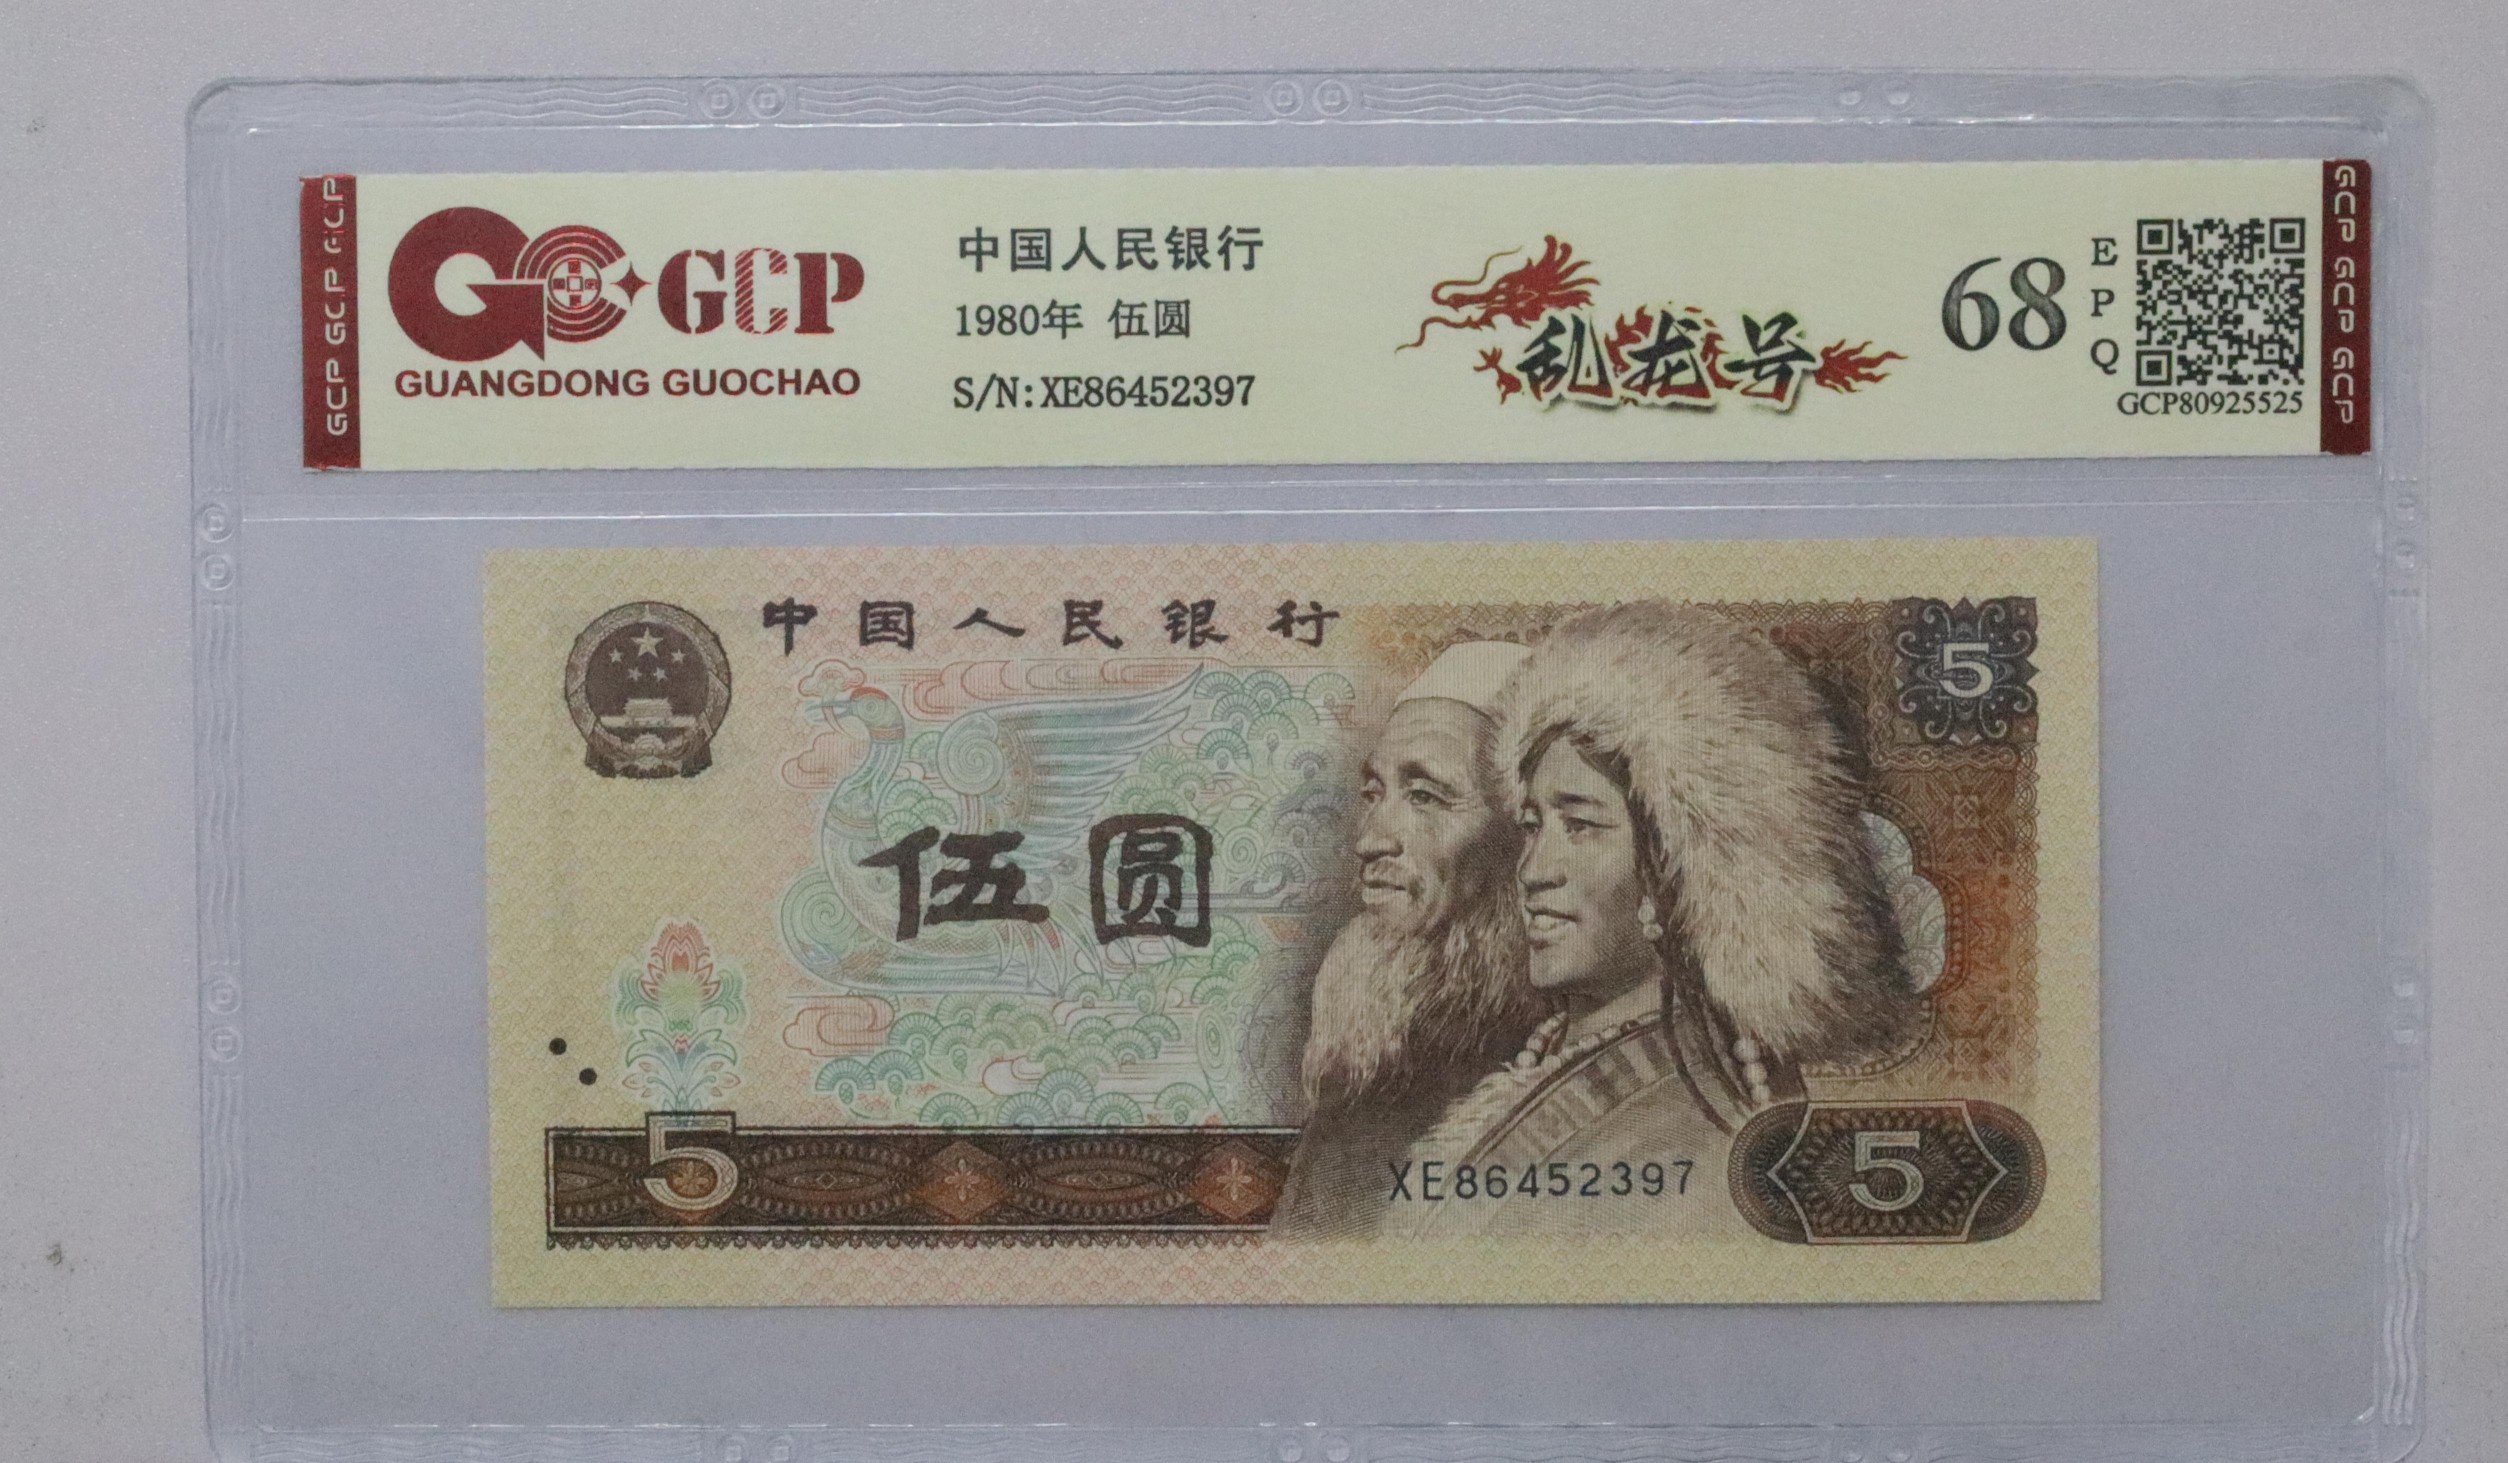 GCP GCP GCP
GCP
GUANGDONG GUOCHAO
中国人民银行
1980年 伍圆
S/N:XE86452397
乱龙号
68
EPQ
GCP80925525
GCP GCP GCP
中国人民银行
5
伍圆
5
XE86452397
5